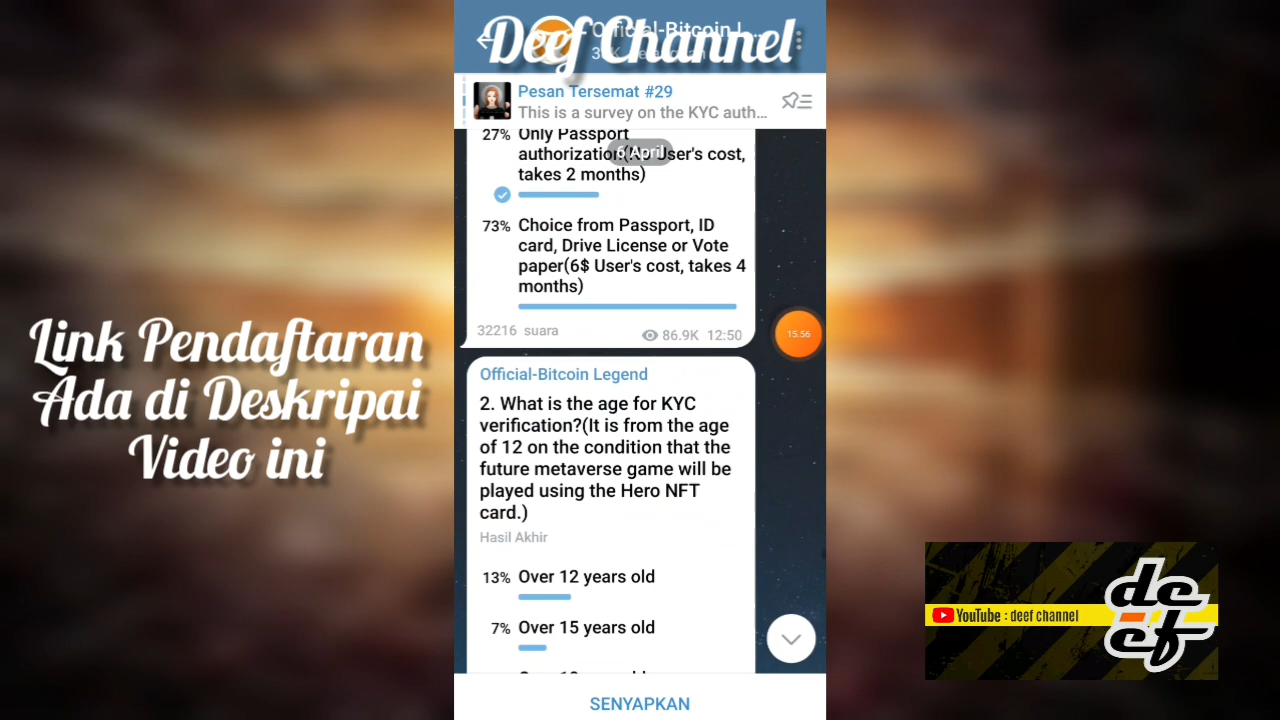 Deef Channel
Pesan Tersemat #29
This is a survey on the KYC auth...
6 April
27% Only Passport
authorization(No User's cost,
takes 2 months)
73% Choice from Passport, ID
card, Drive License or Vote
paper(6$ User's cost, takes 4
months)
32216 suara 86.9K 12:50
15.56
Official-Bitcoin Legend
2. What is the age for KYC
verification?(It is from the age
of 12 on the condition that the
future metaverse game will be
played using the Hero NFT
card.)
Hasil Akhir
13% Over 12 years old
7% Over 15 years old
SENYAPKAN
Link Pendaftaran
Ada di Deskripai
Video ini
YouTube : deef channel
de
ef